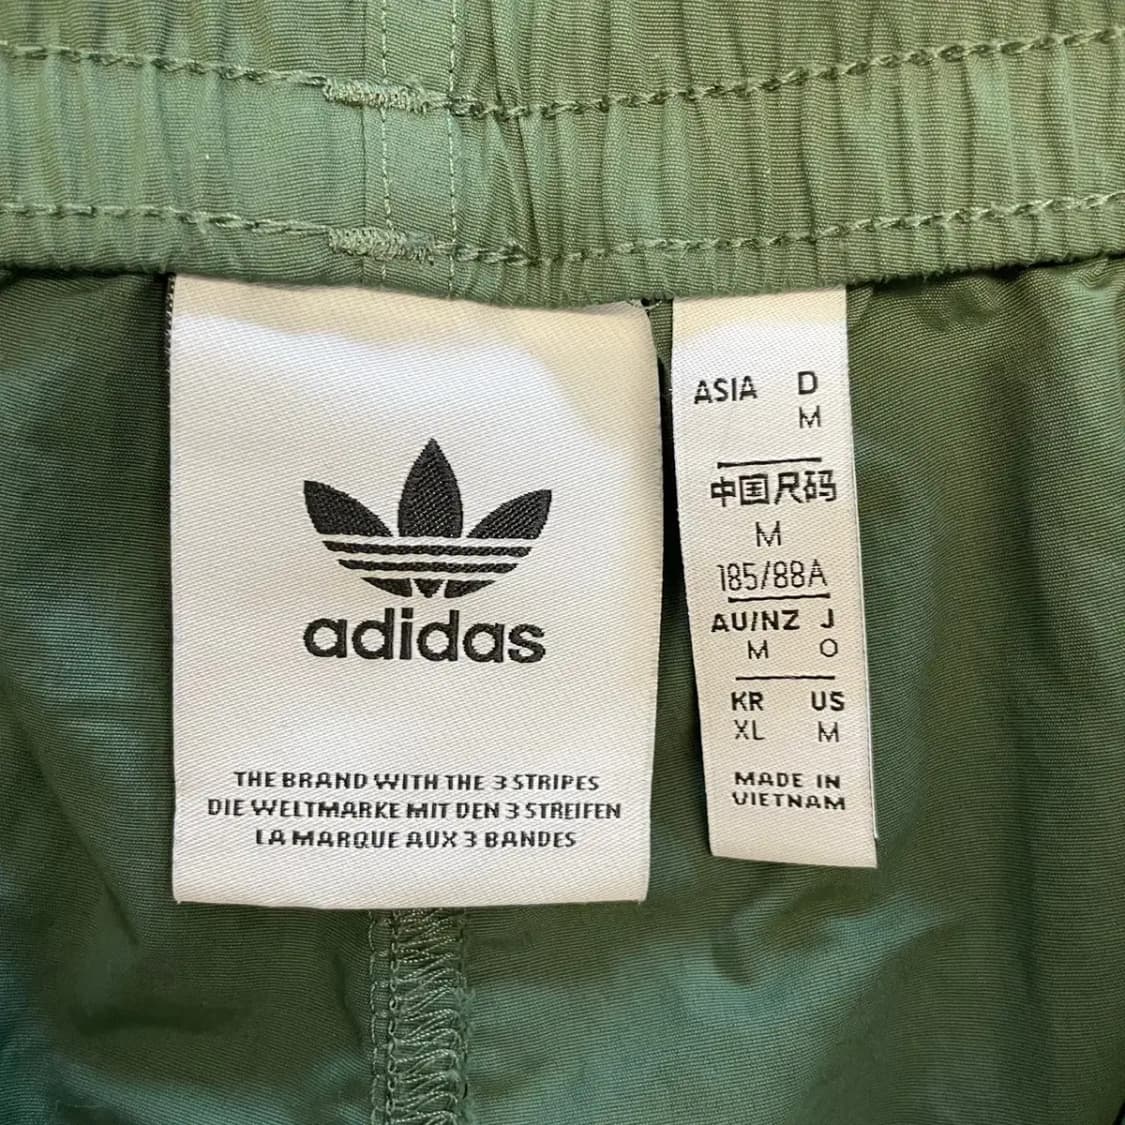 adidas
THE BRAND WITH THE 3 STRIPES
DIE WELTMARKE MIT DEN 3 STREIFEN
LA MARQUE AUX 3 BANDES
ASIA D
M
中国尺码
M
185/88A
AU/NZ J
M O
KR US
XL M
MADE IN
VIETNAM